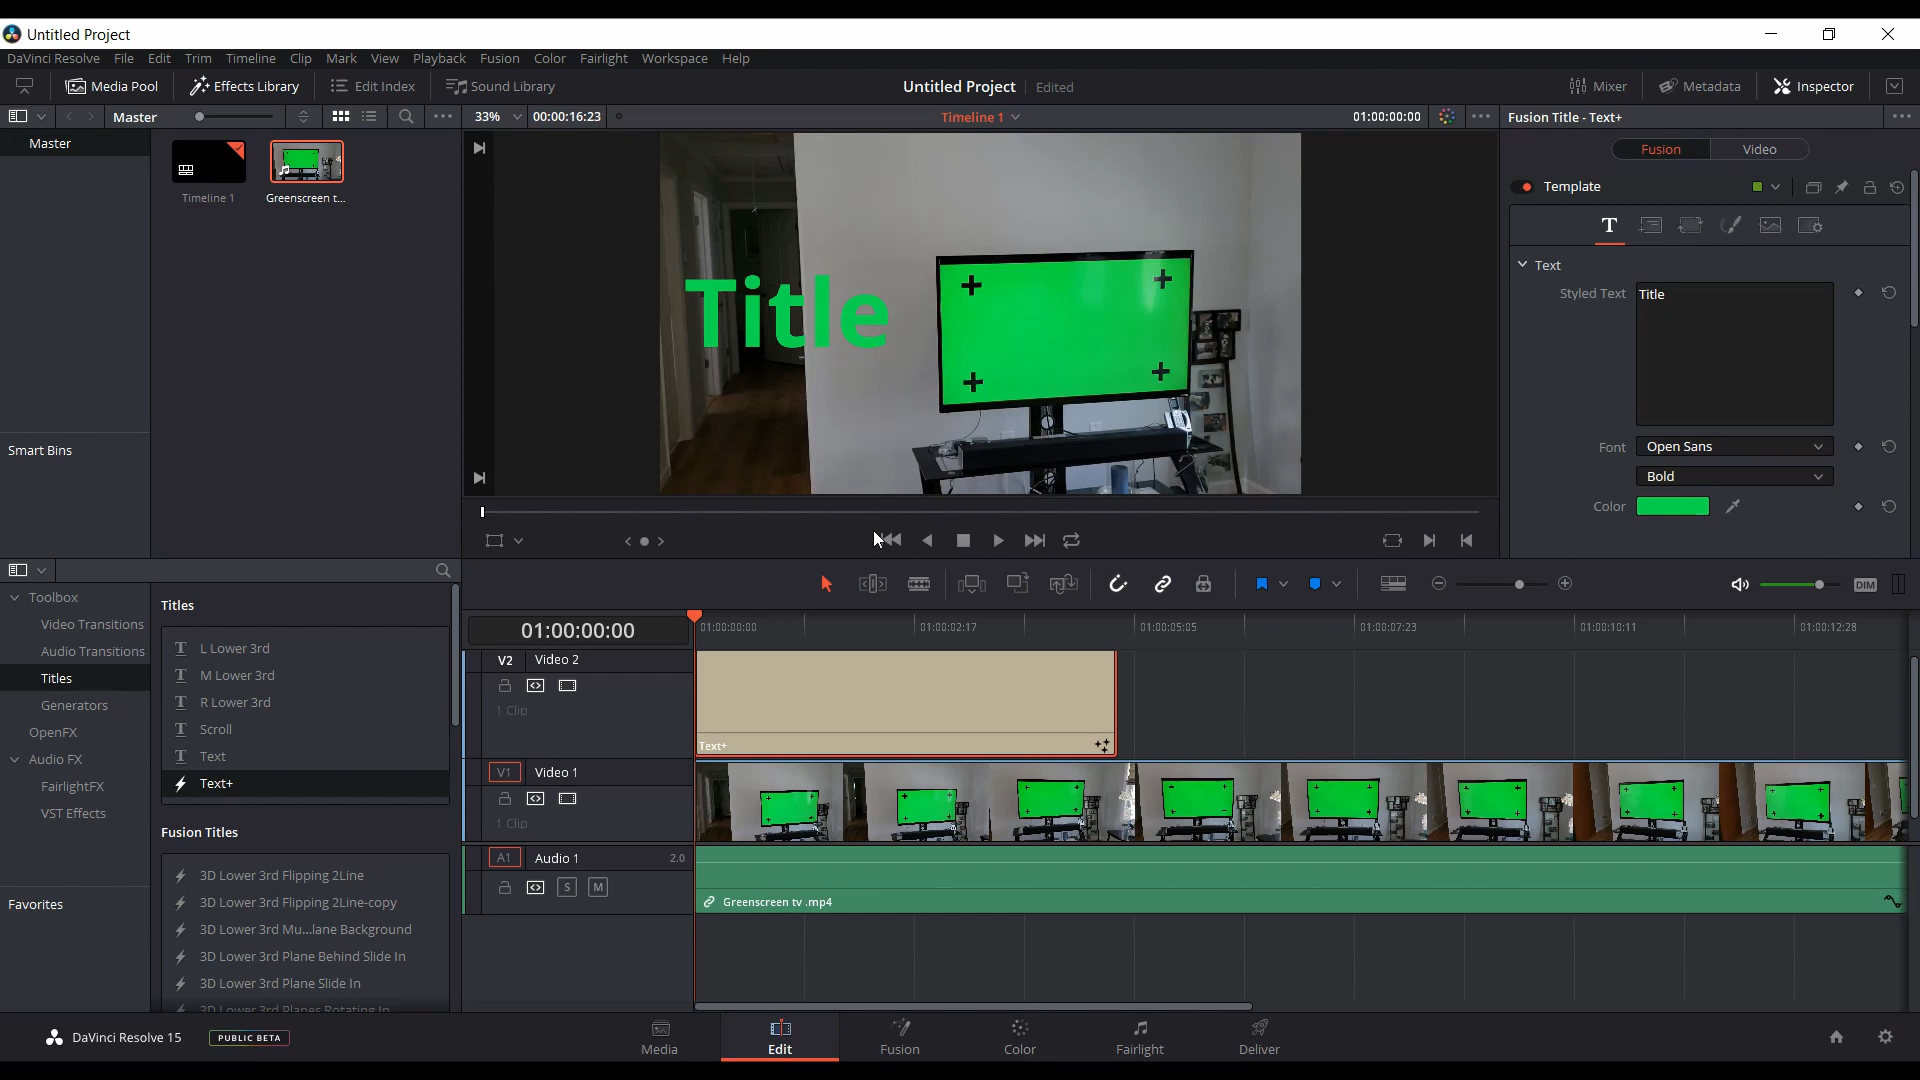 Untitled Project
DaVinci Resolve File Edit Trim Timeline Clip Mark View Playback Fusion Color Fairlight Workspace Help
Media Pool Effects Library Edit Index Sound Library Untitled Project Edited Mixer Metadata Inspector
Master 33% 00:00:16:23 Timeline 1 01:00:00:00 Fusion Title - Text+
Master
Timeline 1 Greenscreen t...
Smart Bins
Title
Fusion Video
Template
Text
Styled Text Title
Font Open Sans
Bold
Color
Toolbox
Video Transitions
Audio Transitions
Titles
Generators
OpenFX
Audio FX
FairlightFX
VST Effects
Favorites
Titles
L Lower 3rd
M Lower 3rd
R Lower 3rd
Scroll
Text
Text+
Fusion Titles
3D Lower 3rd Flipping 2Line
3D Lower 3rd Flipping 2Line-copy
3D Lower 3rd Mu...lane Background
3D Lower 3rd Plane Behind Slide In
3D Lower 3rd Plane Slide In
3D Lower 3rd Planes Rotating In
DIM
01:00:00:00 01:00:00:00 01:00:02:17 01:00:05:05 01:00:07:23 01:00:10:11 01:00:12:28
V2 Video 2
1 Clip
Text+
V1 Video 1
1 Clip
A1 Audio 1 2.0
S M
Greenscreen tv .mp4
DaVinci Resolve 15 PUBLIC BETA
Media Edit Fusion Color Fairlight Deliver